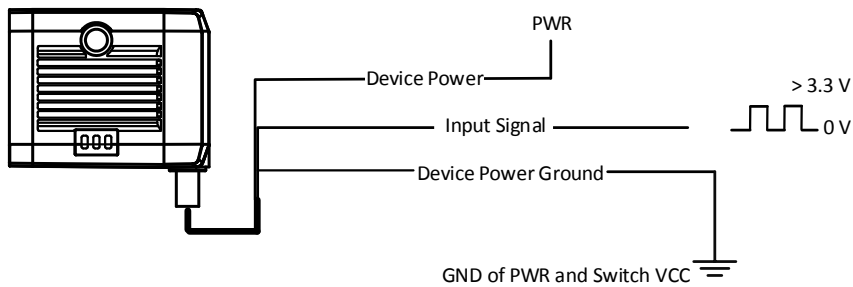 PWR
Device Power
> 3.3 V
Input Signal
0 V
Device Power Ground
GND of PWR and Switch VCC